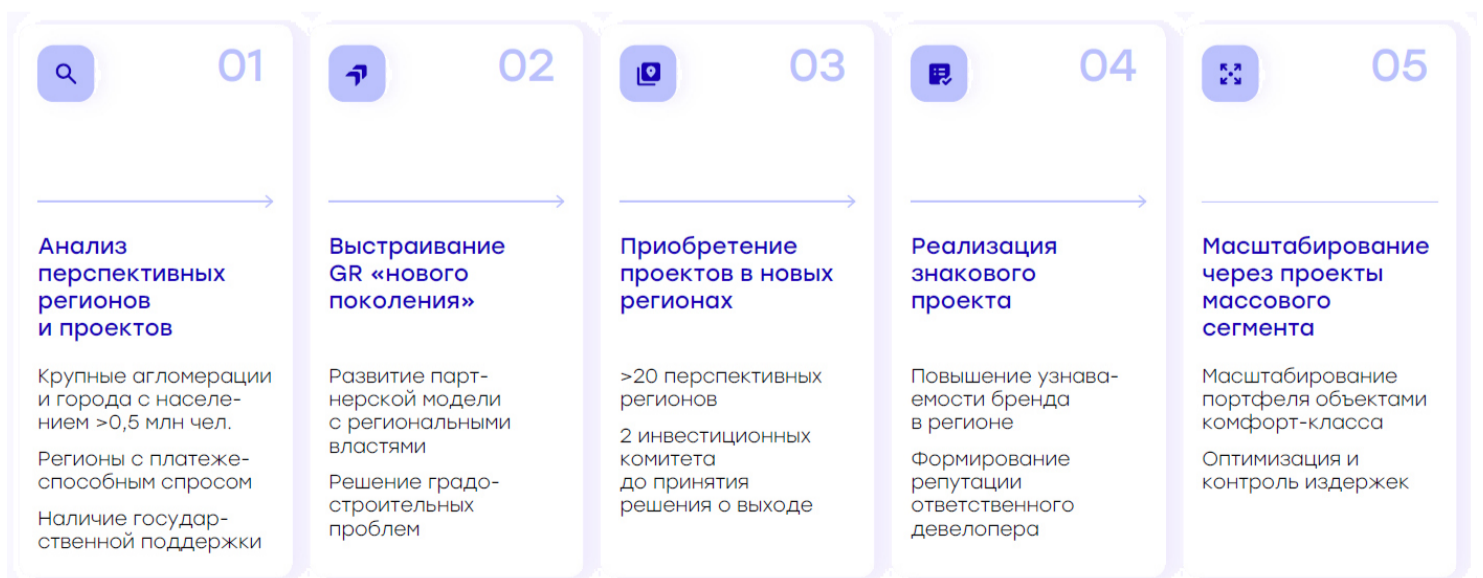 01
Анализ
перспективных
регионов
и проектов
Крупные агломерации
и города с населе-
нием >0,5 млн чел.
Регионы с платеже-
способным спросом
Наличие государ-
ственной поддержки
02
Выстраивание
GR «нового
поколения»
Развитие парт-
нерской модели
с региональными
властями
Решение градо-
строительных
проблем
03
Приобретение
проектов в новых
регионах
>20 перспективных
регионов
2 инвестиционных
комитета
до принятия
решения о выходе
04
Реализация
знакового
проекта
Повышение узнава-
емости бренда
в регионе
Формирование
репутации
ответственного
девелопера
05
Масштабирование
через проекты
массового
сегмента
Масштабирование
портфеля объектами
комфорт-класса
Оптимизация и
контроль издержек